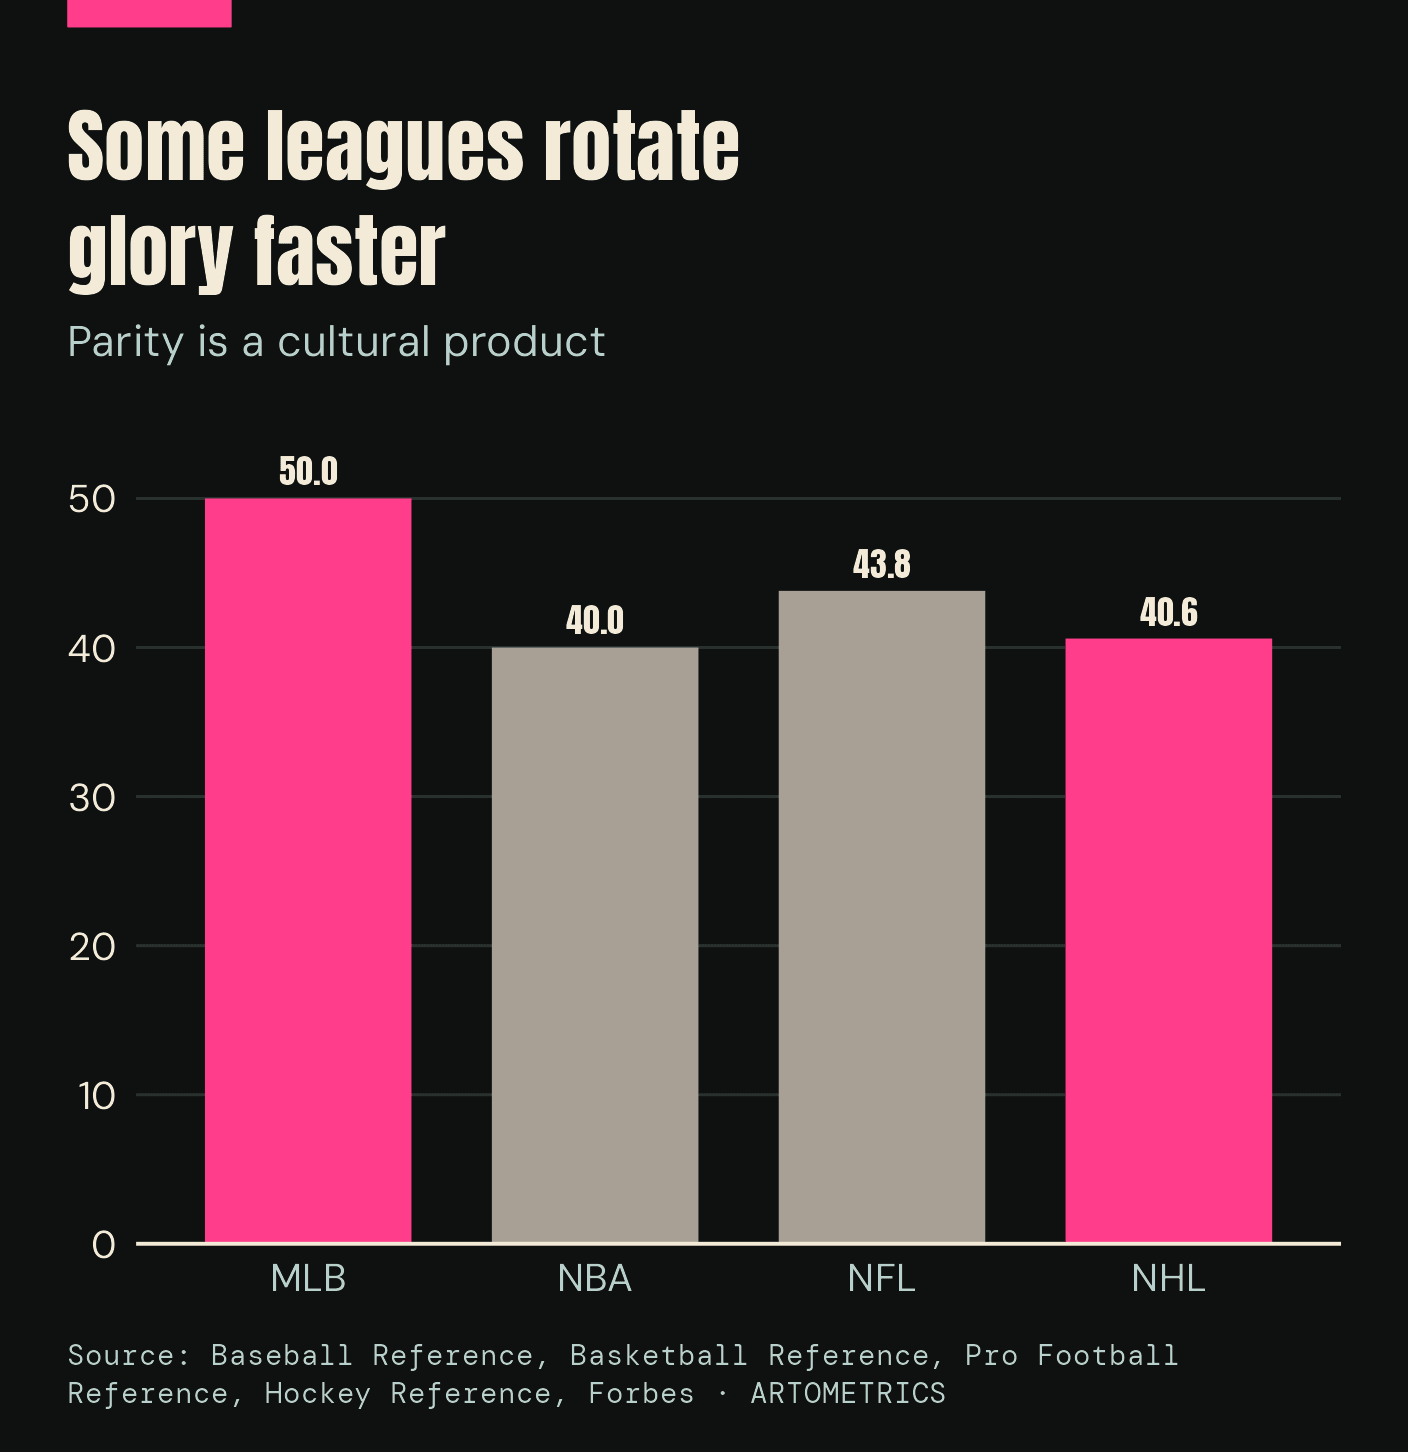 Some leagues rotate
glory faster
Parity is a cultural product
50.0
50
43.8
40.0
40.6
40
30
20
10
0
MLB NBA NFL NHL
Source: Baseball Reference, Basketball Reference, Pro Football
Reference, Hockey Reference, Forbes · ARTOMETRICS